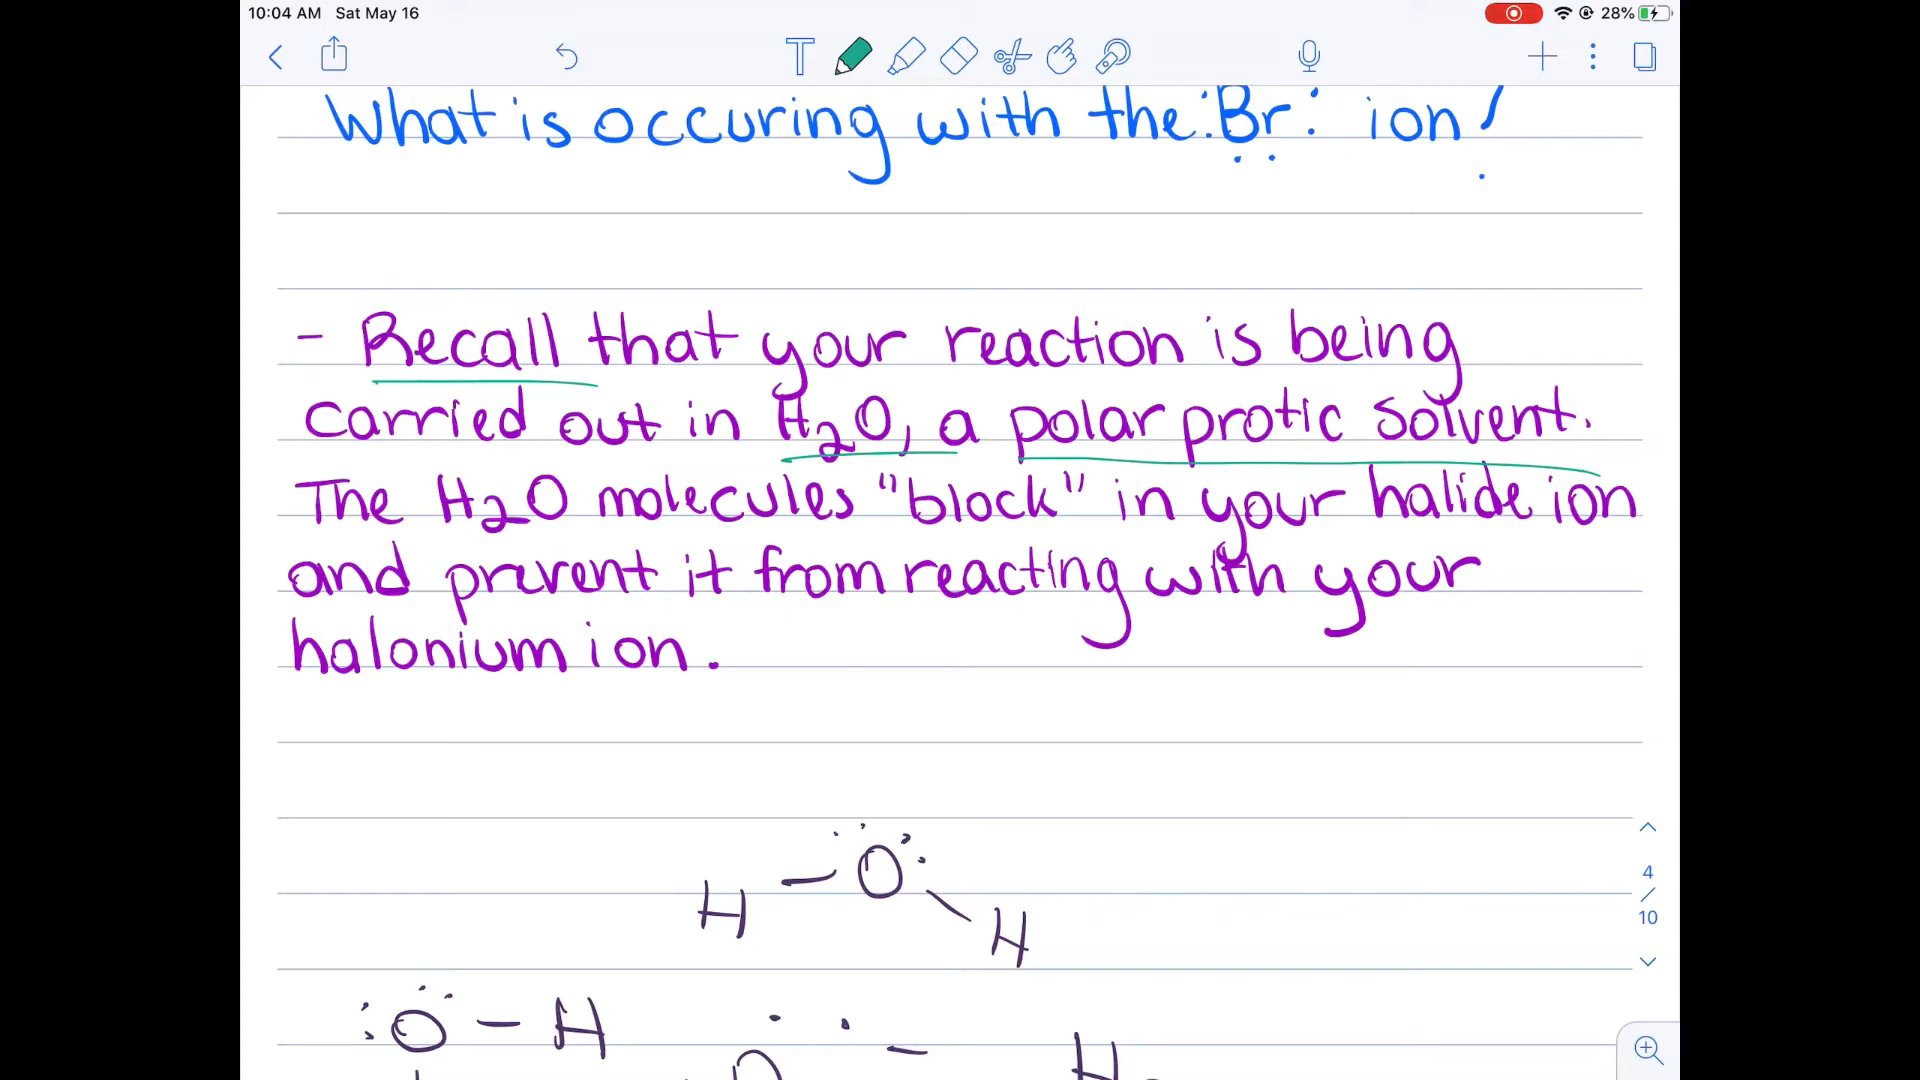 10:04 AM Sat May 16
28%
T
What is occuring with the :Br: ion?
- Recall that your reaction is being
carried out in H2O, a polar protic solvent.
The H2O molecules "block" in your halide ion
and prevent it from reacting with your
halonium ion.
H - O: 
H
:O - H
H
4
/
10